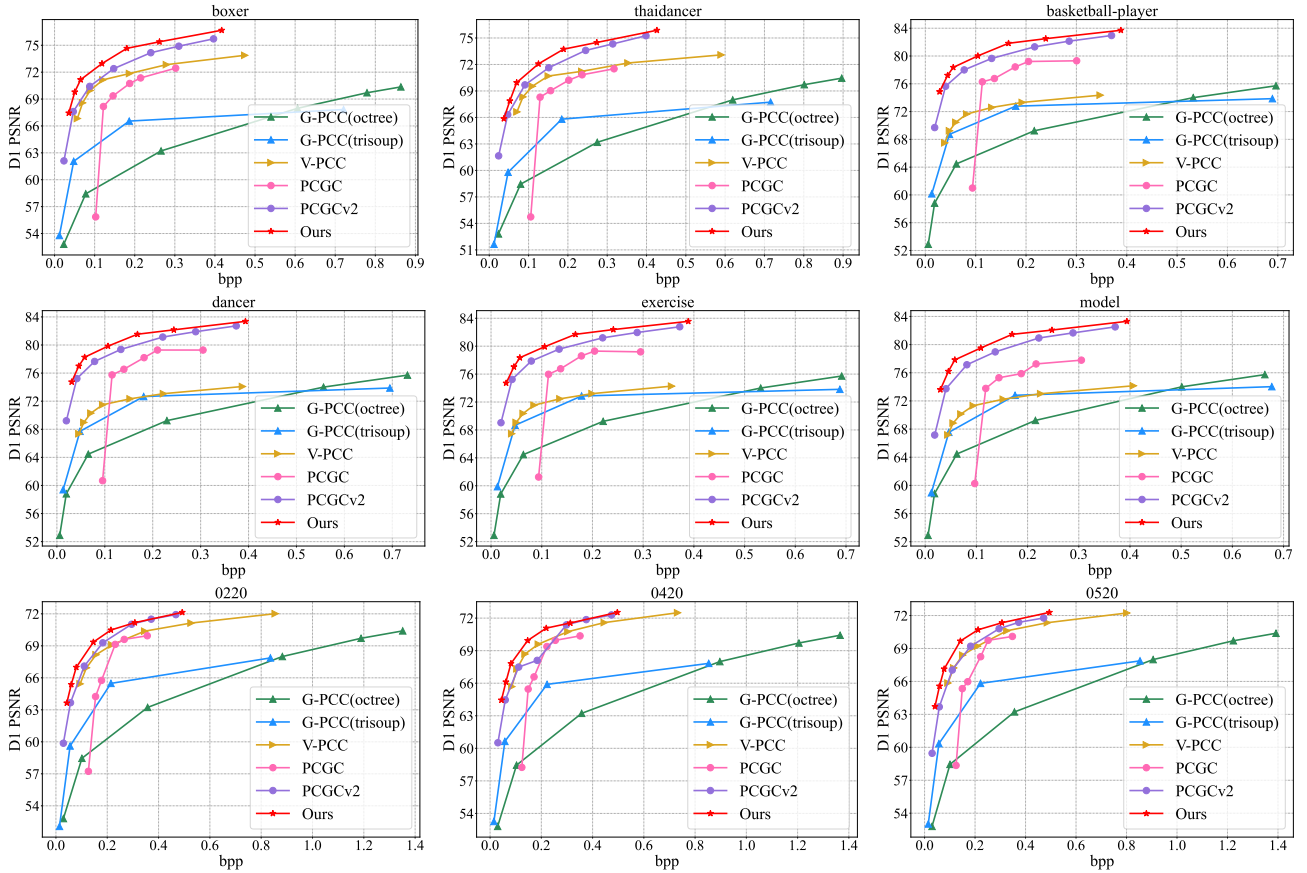 boxer
D1 PSNR
75
72
69
66
63
60
57
54
G-PCC(octree)
G-PCC(trisoup)
V-PCC
PCGC
PCGCv2
Ours
0.0 0.1 0.2 0.3 0.4 0.5 0.6 0.7 0.8 0.9
bpp
thaidancer
D1 PSNR
75
72
69
66
63
60
57
54
51
G-PCC(octree)
G-PCC(trisoup)
V-PCC
PCGC
PCGCv2
Ours
0.0 0.1 0.2 0.3 0.4 0.5 0.6 0.7 0.8 0.9
bpp
basketball-player
D1 PSNR
84
80
76
72
68
64
60
56
52
G-PCC(octree)
G-PCC(trisoup)
V-PCC
PCGC
PCGCv2
Ours
0.0 0.1 0.2 0.3 0.4 0.5 0.6 0.7
bpp
dancer
D1 PSNR
84
80
76
72
68
64
60
56
52
G-PCC(octree)
G-PCC(trisoup)
V-PCC
PCGC
PCGCv2
Ours
0.0 0.1 0.2 0.3 0.4 0.5 0.6 0.7
bpp
exercise
D1 PSNR
84
80
76
72
68
64
60
56
52
G-PCC(octree)
G-PCC(trisoup)
V-PCC
PCGC
PCGCv2
Ours
0.0 0.1 0.2 0.3 0.4 0.5 0.6 0.7
bpp
model
D1 PSNR
84
80
76
72
68
64
60
56
52
G-PCC(octree)
G-PCC(trisoup)
V-PCC
PCGC
PCGCv2
Ours
0.0 0.1 0.2 0.3 0.4 0.5 0.6 0.7
bpp
0220
D1 PSNR
72
69
66
63
60
57
54
G-PCC(octree)
G-PCC(trisoup)
V-PCC
PCGC
PCGCv2
Ours
0.0 0.2 0.4 0.6 0.8 1.0 1.2 1.4
bpp
0420
D1 PSNR
72
69
66
63
60
57
54
G-PCC(octree)
G-PCC(trisoup)
V-PCC
PCGC
PCGCv2
Ours
0.0 0.2 0.4 0.6 0.8 1.0 1.2 1.4
bpp
0520
D1 PSNR
72
69
66
63
60
57
54
G-PCC(octree)
G-PCC(trisoup)
V-PCC
PCGC
PCGCv2
Ours
0.0 0.2 0.4 0.6 0.8 1.0 1.2 1.4
bpp